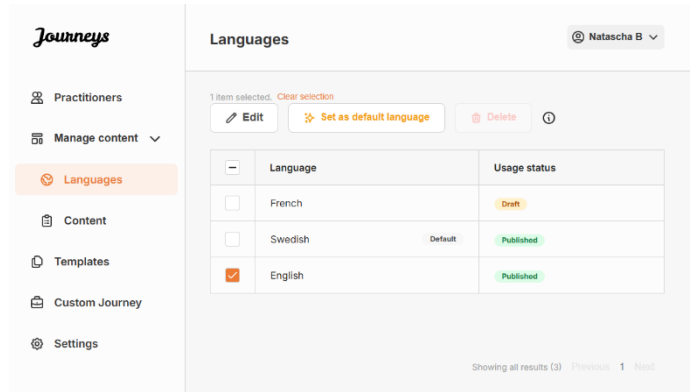 Journeys
Languages
Natascha B
Practitioners
Manage content
Languages
Content
Templates
Custom Journey
Settings
1 item selected. Clear selection
Edit
Set as default language
Delete
Language
Usage status
French
Draft
Swedish
Default
Published
English
Published
Showing all results (3) Previous 1 Next